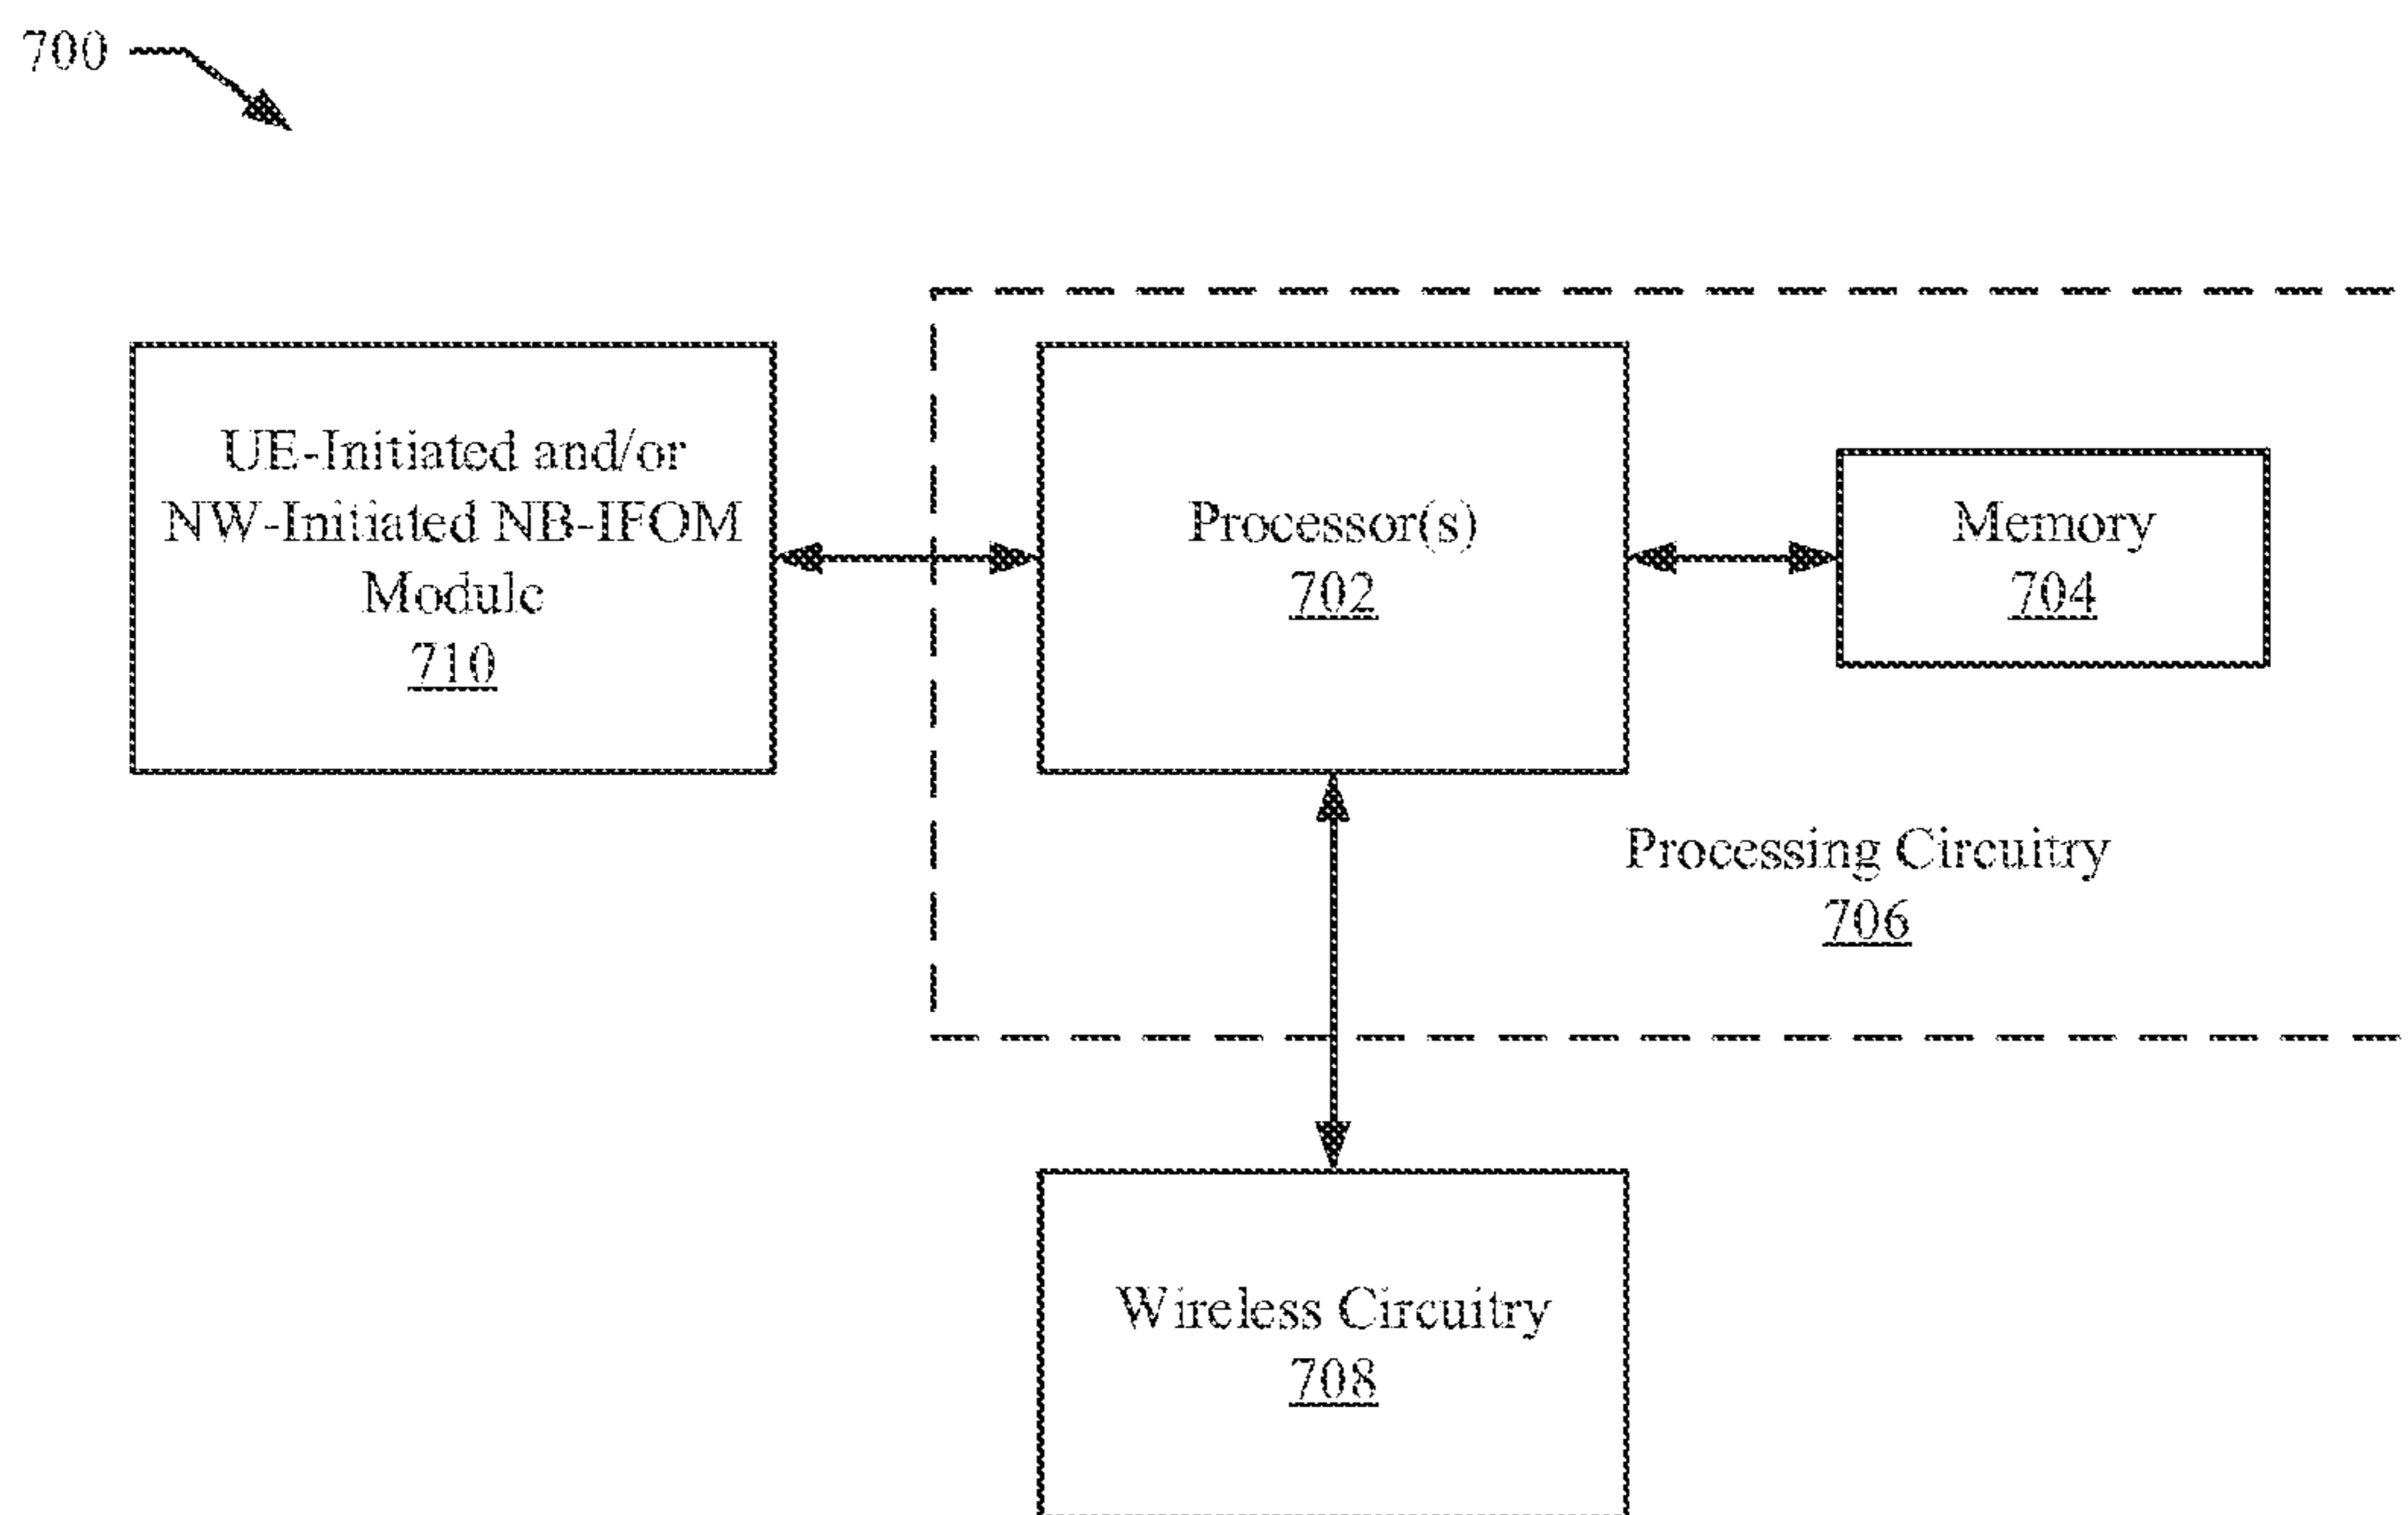 700
UE-Initiated and/or
NW-Initiated NB-IFOM
Module
710
Processor(s)
702
Memory
704
Processing Circuitry
706
Wireless Circuitry
708